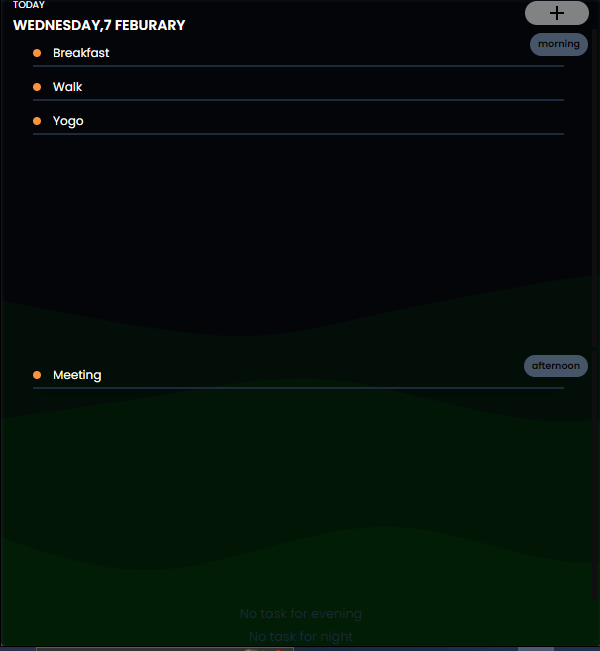 TODAY
WEDNESDAY,7 FEBURARY
morning
Breakfast
Walk
Yogo
afternoon
Meeting
No task for evening
No task for night